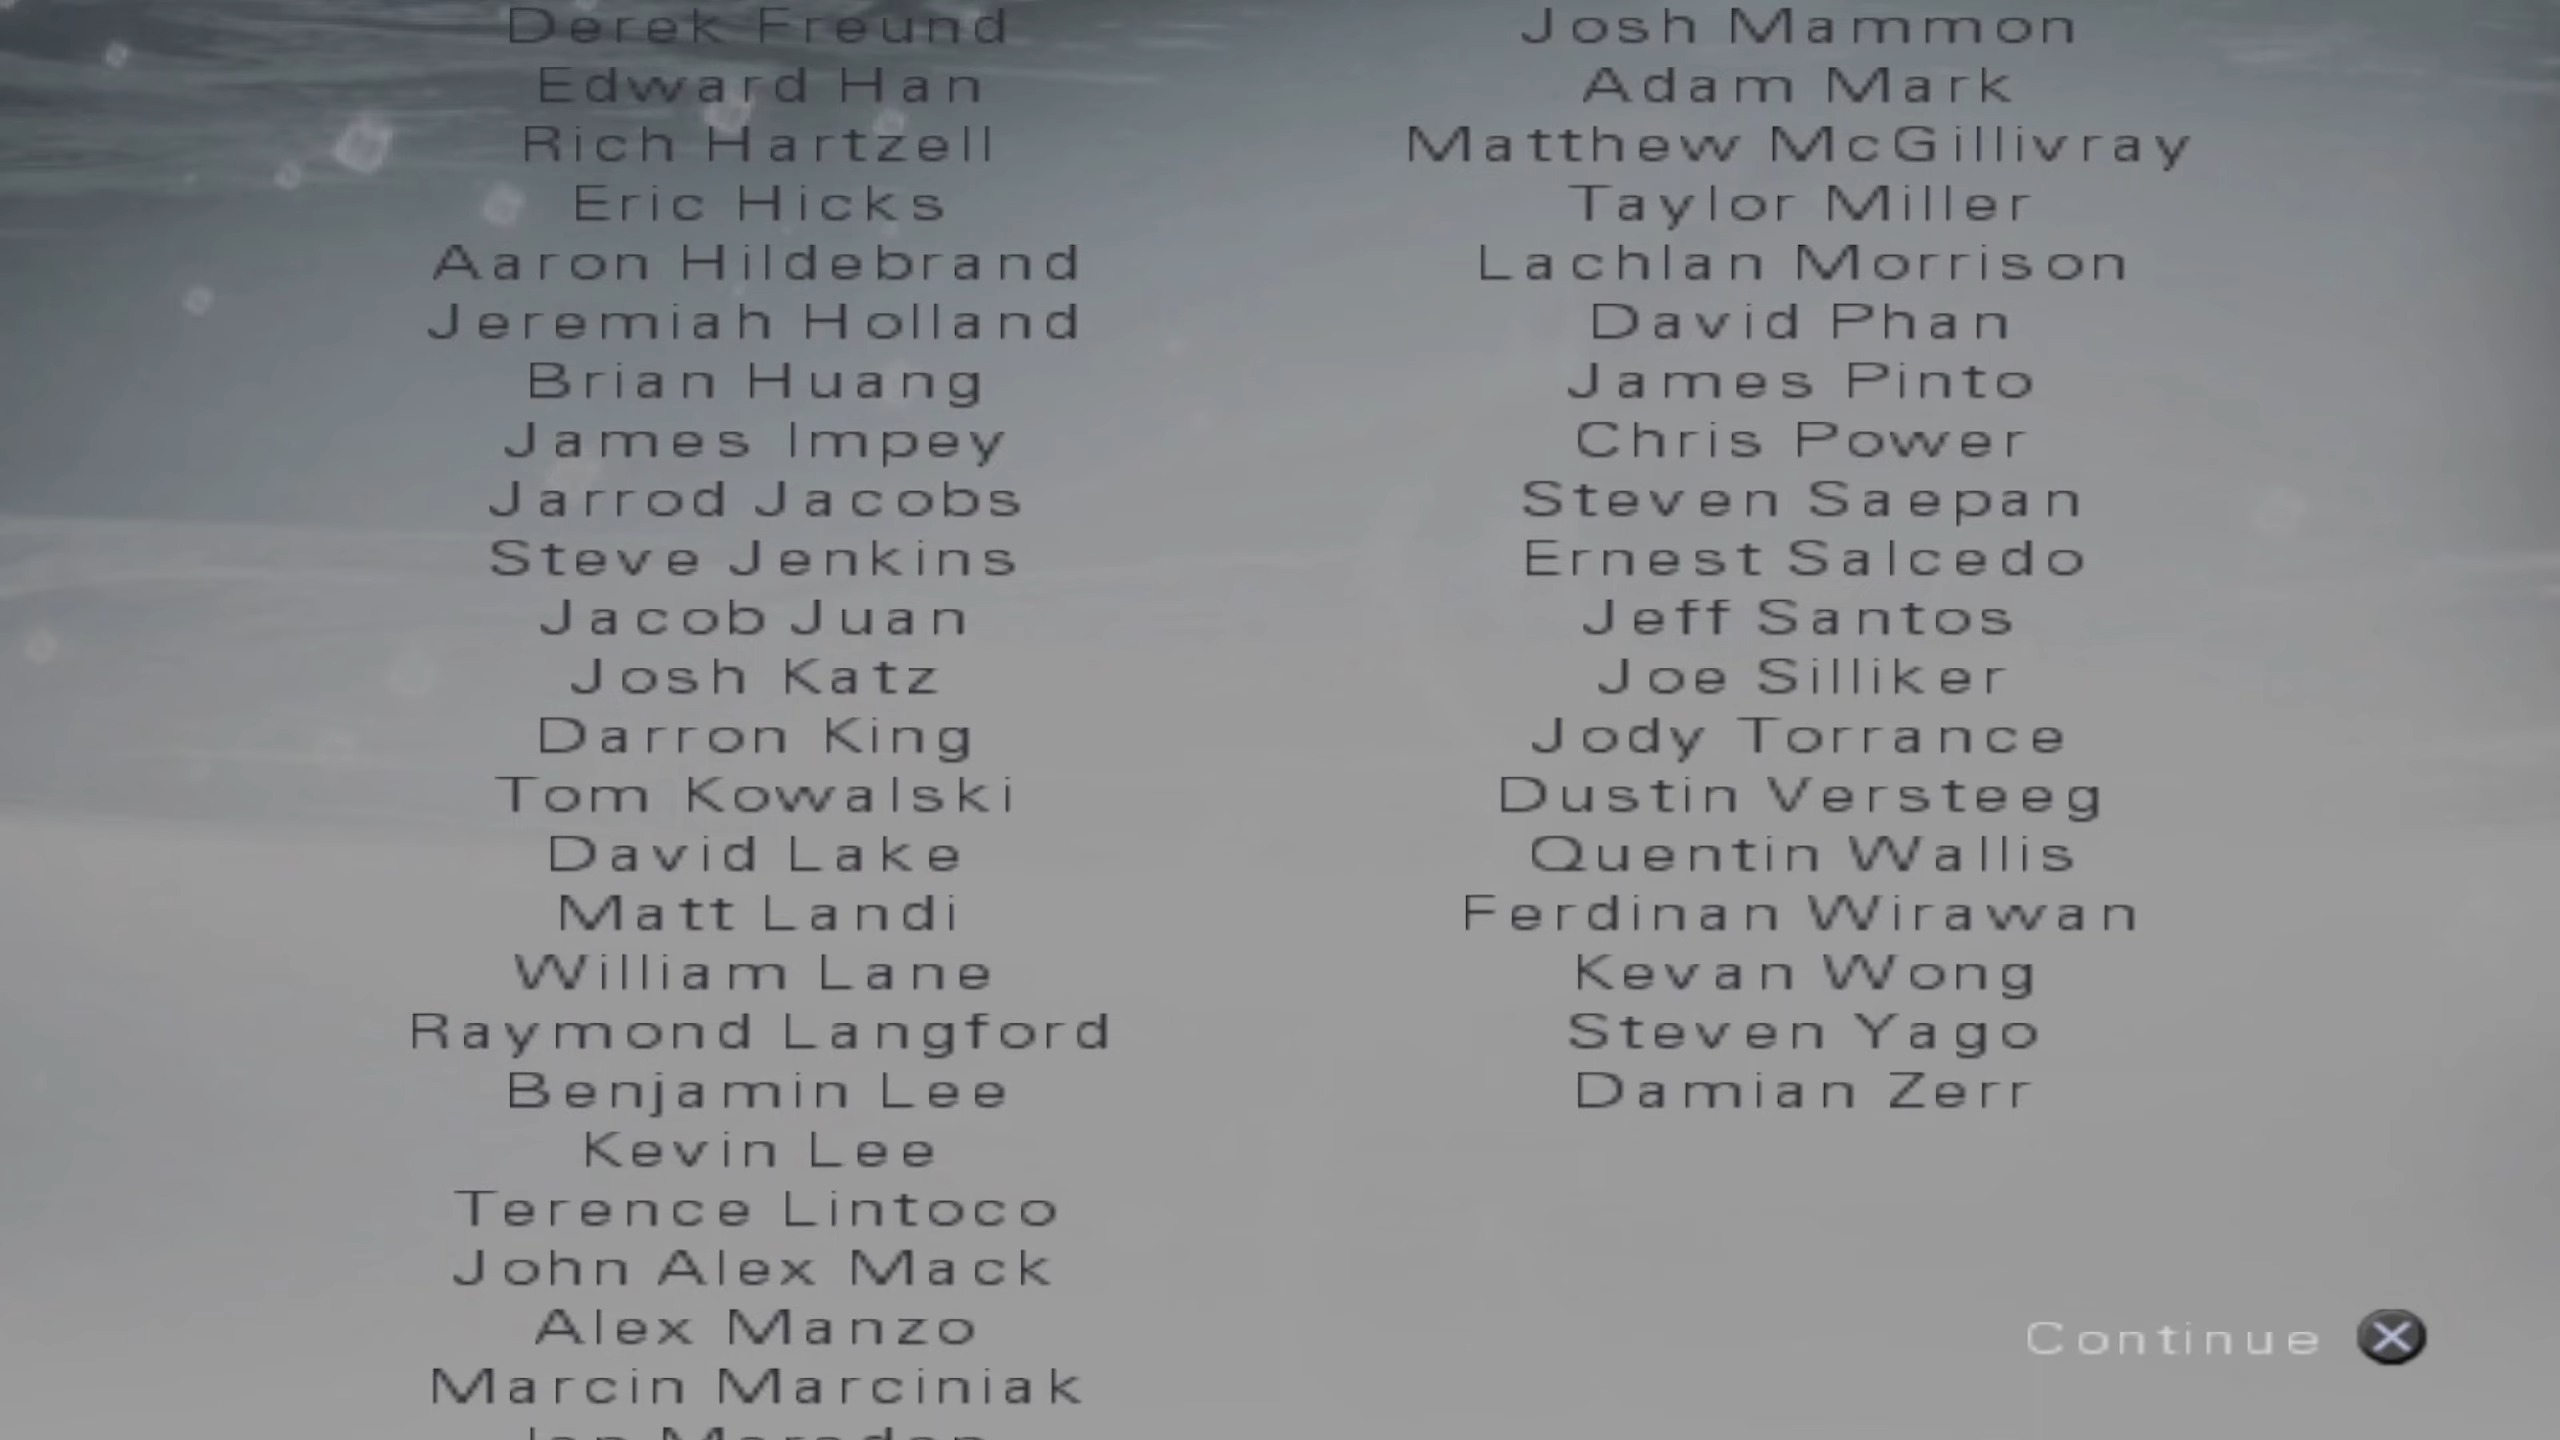 Derek Freund
Edward Han
Rich Hartzell
Eric Hicks
Aaron Hildebrand
Jeremiah Holland
Brian Huang
James Impey
Jarrod Jacobs
Steve Jenkins
Jacob Juan
Josh Katz
Darron King
Tom Kowalski
David Lake
Matt Landi
William Lane
Raymond Langford
Benjamin Lee
Kevin Lee
Terence Lintoco
John Alex Mack
Alex Manzo
Marcin Marciniak
Josh Mammon
Adam Mark
Matthew McGillivray
Taylor Miller
Lachlan Morrison
David Phan
James Pinto
Chris Power
Steven Saepan
Ernest Salcedo
Jeff Santos
Joe Silliker
Jody Torrance
Dustin Versteeg
Quentin Wallis
Ferdinan Wirawan
Kevan Wong
Steven Yago
Damian Zerr
Continue